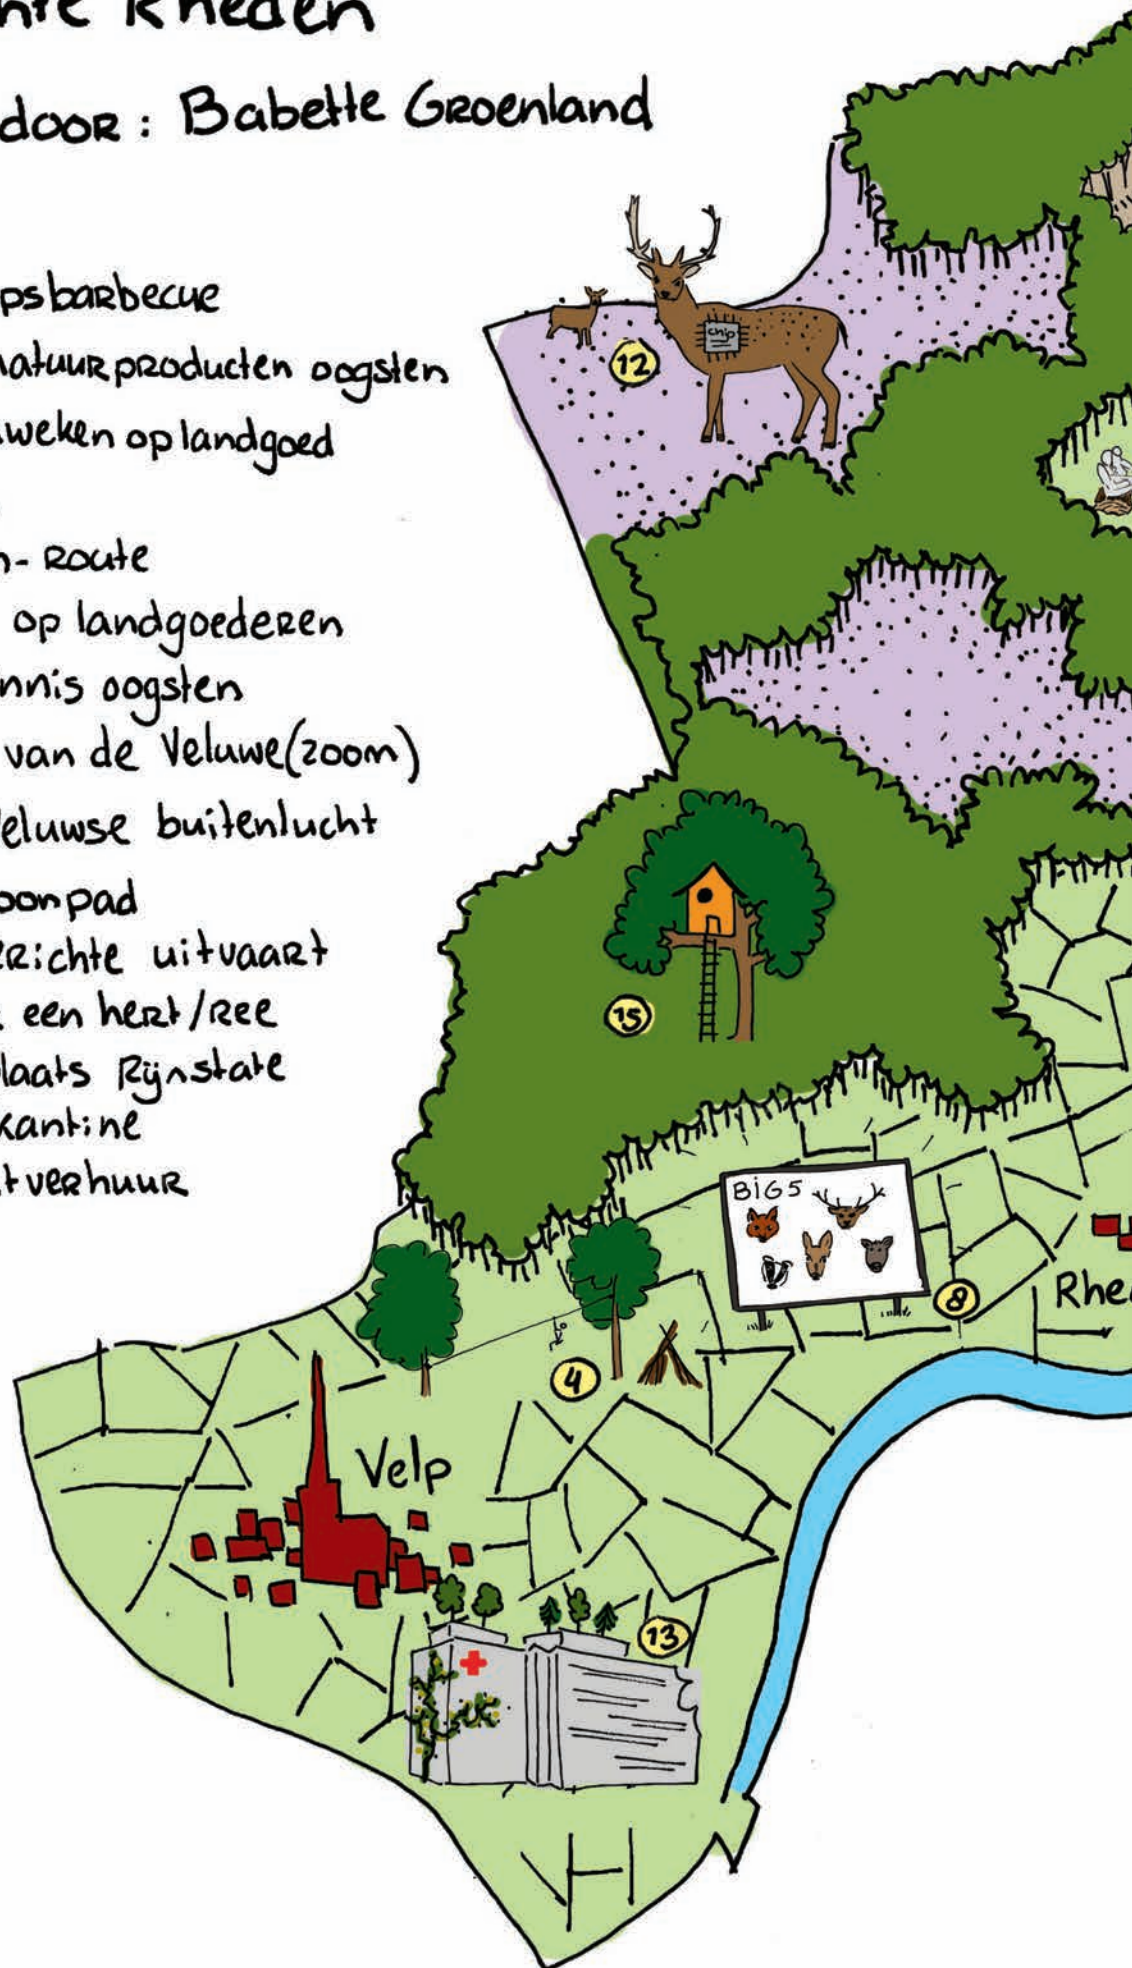 nte Rheden
door: Babette Groenland
psbarbecue
natuurproducten oogsten
weken op landgoed
n-Route
op landgoederen
nnis oogsten
van de Veluwe(zoom)
eluwse buitenlucht
oonpad
erichte uitvaart
een hert/Ree
laats Rijnstate
kantine
tverhuur
chip
12
15
BiG5
8
Rhe
4
Velp
13